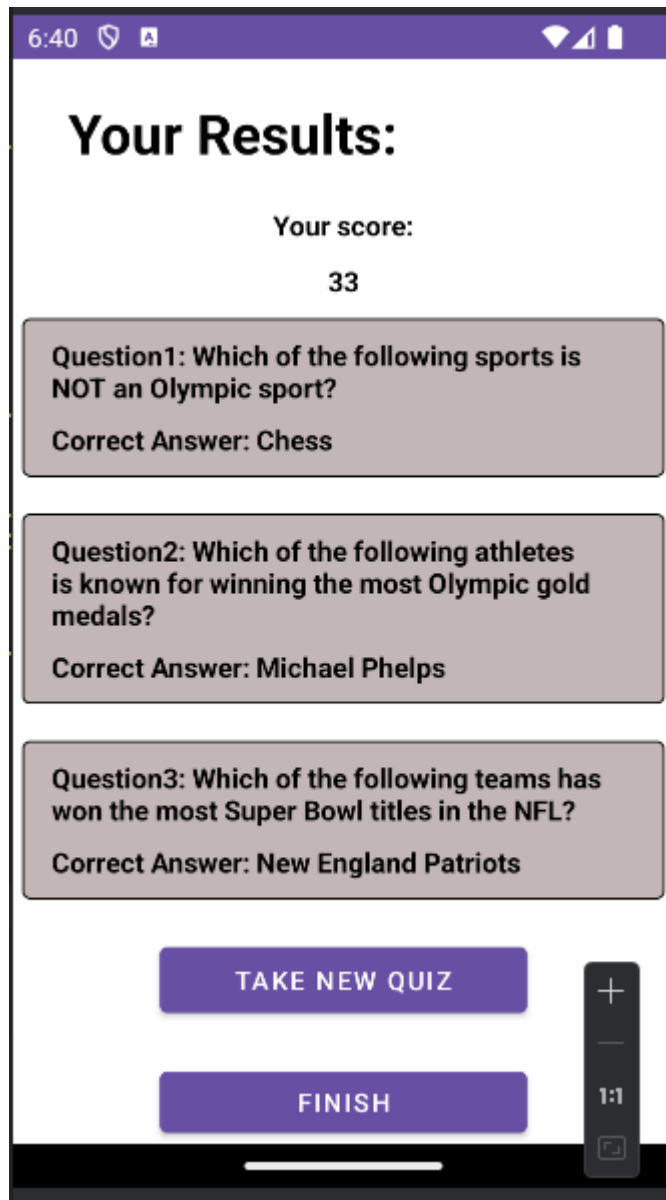 6:40
A
Your Results:
Your score:
33
Question1: Which of the following sports is
NOT an Olympic sport?
Correct Answer: Chess
Question2: Which of the following athletes
is known for winning the most Olympic gold
medals?
Correct Answer: Michael Phelps
Question3: Which of the following teams has
won the most Super Bowl titles in the NFL?
Correct Answer: New England Patriots
TAKE NEW QUIZ
FINISH
1:1